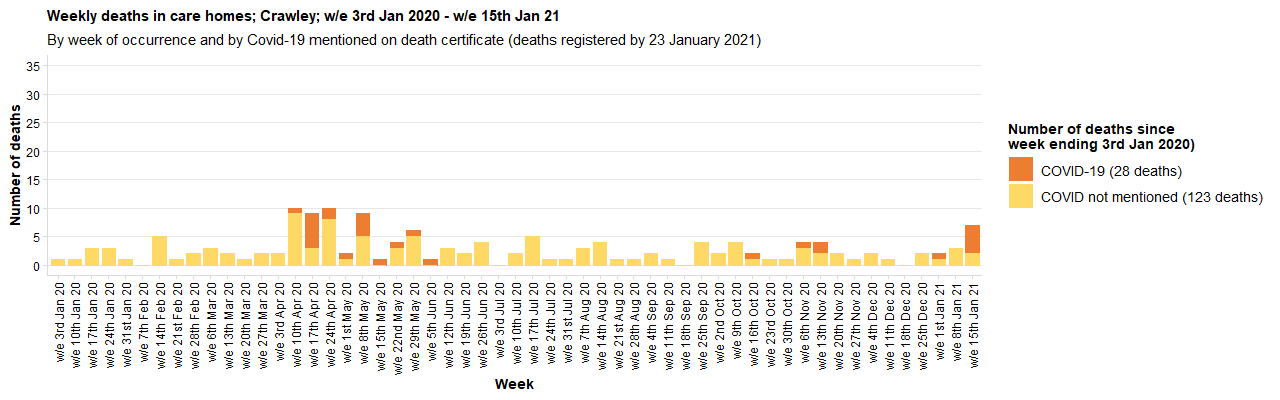 Weekly deaths in care homes; Crawley; w/e 3rd Jan 2020 - w/e 15th Jan 21
By week of occurrence and by Covid-19 mentioned on death certificate (deaths registered by 23 January 2021)
35
30
25
20
15
10
5
0
Number of deaths
w/e 3rd Jan 20
w/e 10th Jan 20
w/e 17th Jan 20
w/e 24th Jan 20
w/e 31st Jan 20
w/e 7th Feb 20
w/e 14th Feb 20
w/e 21st Feb 20
w/e 28th Feb 20
w/e 6th Mar 20
w/e 13th Mar 20
w/e 20th Mar 20
w/e 27th Mar 20
w/e 3rd Apr 20
w/e 10th Apr 20
w/e 17th Apr 20
w/e 24th Apr 20
w/e 1st May 20
w/e 8th May 20
w/e 15th May 20
w/e 22nd May 20
w/e 29th May 20
w/e 5th Jun 20
w/e 12th Jun 20
w/e 19th Jun 20
w/e 26th Jun 20
w/e 3rd Jul 20
w/e 10th Jul 20
w/e 17th Jul 20
w/e 24th Jul 20
w/e 31st Jul 20
w/e 7th Aug 20
w/e 14th Aug 20
w/e 21st Aug 20
w/e 28th Aug 20
w/e 4th Sep 20
w/e 11th Sep 20
w/e 18th Sep 20
w/e 25th Sep 20
w/e 2nd Oct 20
w/e 9th Oct 20
w/e 16th Oct 20
w/e 23rd Oct 20
w/e 30th Oct 20
w/e 6th Nov 20
w/e 13th Nov 20
w/e 20th Nov 20
w/e 27th Nov 20
w/e 4th Dec 20
w/e 11th Dec 20
w/e 18th Dec 20
w/e 25th Dec 20
w/e 1st Jan 21
w/e 8th Jan 21
w/e 15th Jan 21
Week
Number of deaths since
week ending 3rd Jan 2020)
COVID-19 (28 deaths)
COVID not mentioned (123 deaths)